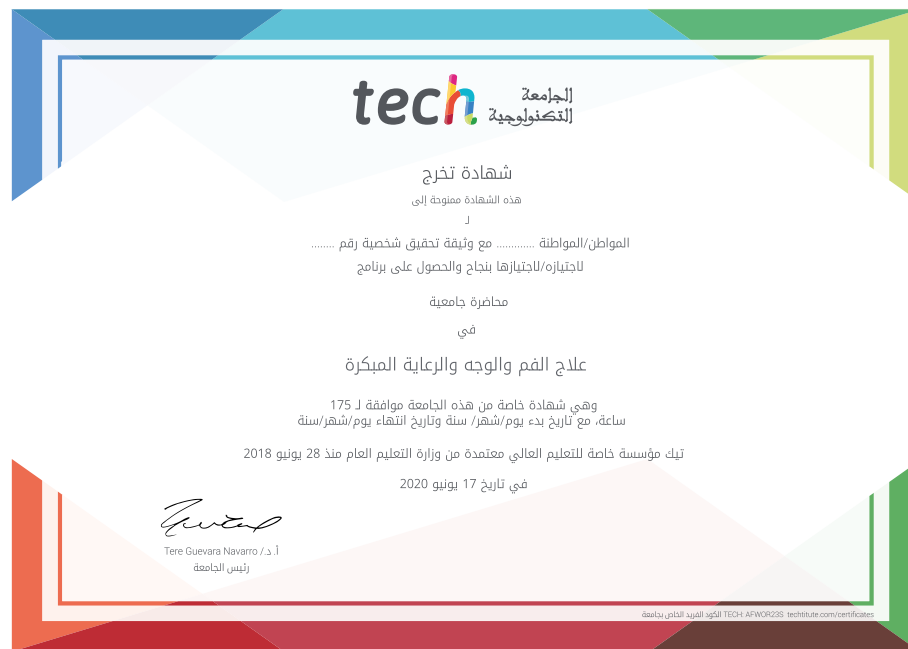 tech الجامعة
التكنولوجية
شهادة تخرج
هذه الشهادة ممنوحة إلى
لـ
المواطن/المواطنة ............. مع وثيقة تحقيق شخصية رقم ........
لاجتيازه/لاجتيازها بنجاح والحصول على برنامج
محاضرة جامعية
في
علاج الفم والوجه والرعاية المبكرة
وهي شهادة خاصة من هذه الجامعة موافقة لـ 175
ساعة، مع تاريخ بدء يوم/شهر/ سنة وتاريخ انتهاء يوم/شهر/سنة
تيك مؤسسة خاصة للتعليم العالي معتمدة من وزارة التعليم العام منذ 28 يونيو 2018
في تاريخ 17 يونيو 2020
أ. د./ Tere Guevara Navarro
رئيس الجامعة
الكود الفريد الخاص بجامعة TECH: AFWOR23S techtitute.com/certificates